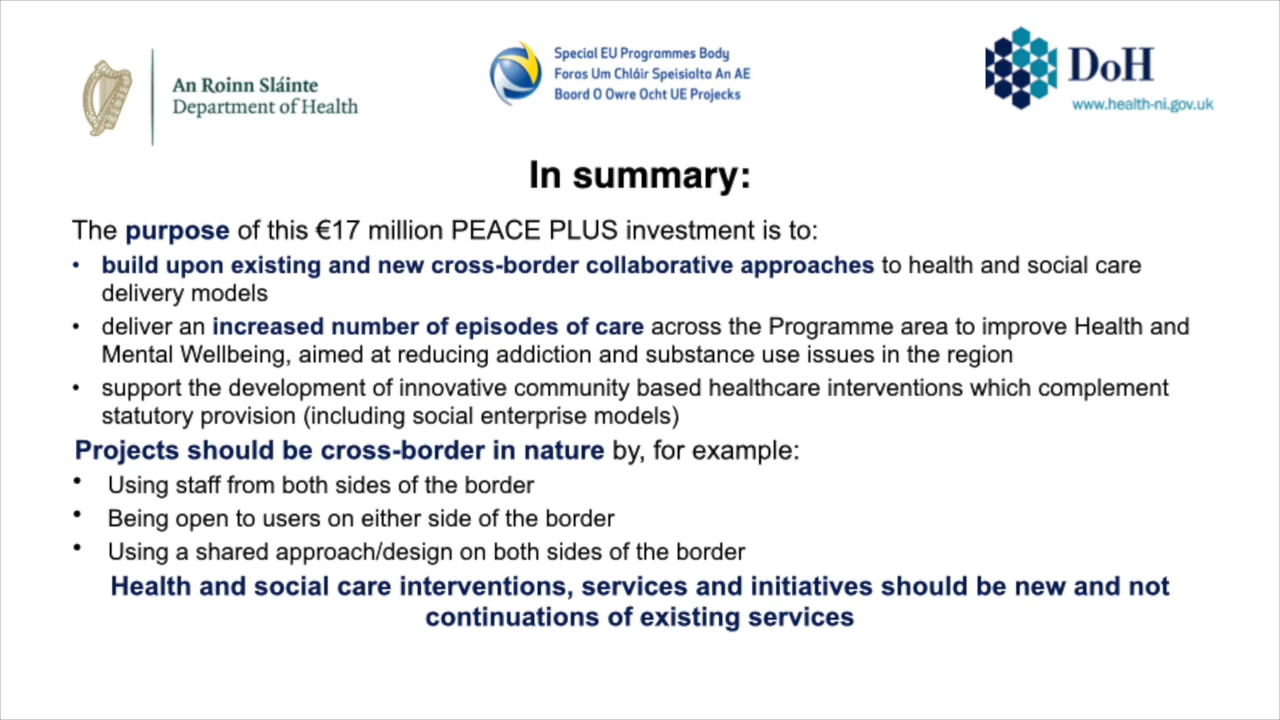 An Roinn Sláinte
Department of Health
Special EU Programmes Body
Foras Um Chláir Speisialta An AE
Boord O Owre Ocht UE Projecks
DoH
www.health-ni.gov.uk
In summary:
The purpose of this €17 million PEACE PLUS investment is to:
• build upon existing and new cross-border collaborative approaches to health and social care
delivery models
• deliver an increased number of episodes of care across the Programme area to improve Health and
Mental Wellbeing, aimed at reducing addiction and substance use issues in the region
• support the development of innovative community based healthcare interventions which complement
statutory provision (including social enterprise models)
Projects should be cross-border in nature by, for example:
• Using staff from both sides of the border
• Being open to users on either side of the border
• Using a shared approach/design on both sides of the border
Health and social care interventions, services and initiatives should be new and not
continuations of existing services